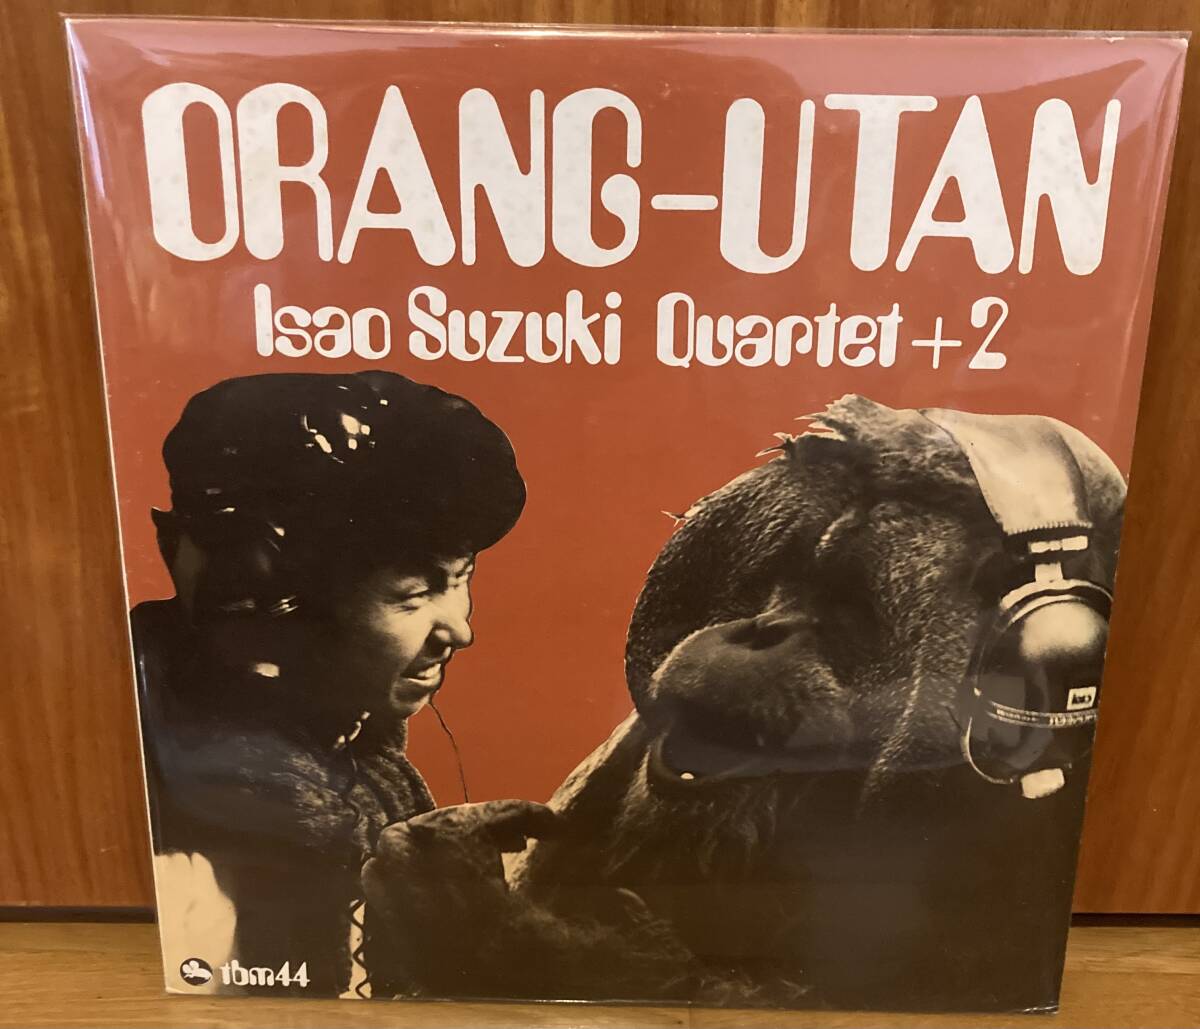 ORANG-UTAN
Isao Suzuki Quartet+2
tbm44